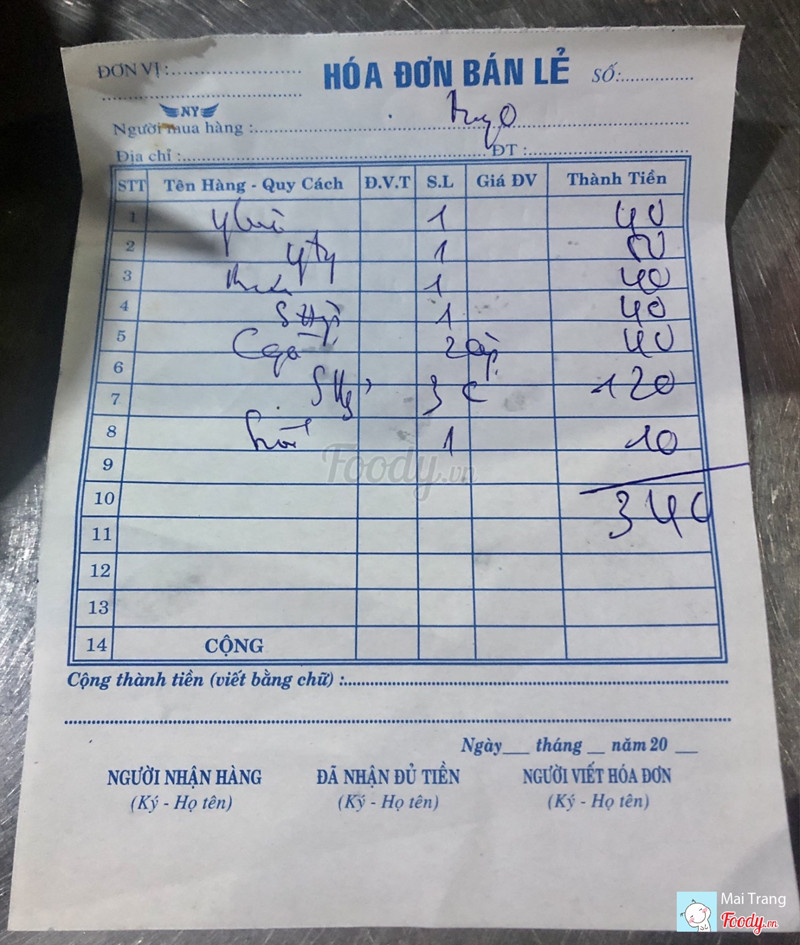 ĐƠN VỊ:
HÓA ĐƠN BÁN LẺ
SỐ:
NY
Người mua hàng :
Địa chỉ : ĐT :
STT Tên Hàng - Quy Cách Đ.V.T S.L Giá ĐV Thành Tiền
1 1 40
2 1
3 1 40
4 1 40
5 40
6
7 3 120
8 1 10
9
10 340
11
12
13
14 CỘNG
Cộng thành tiền (viết bằng chữ) :
Ngày tháng năm 20
NGƯỜI NHẬN HÀNG ĐÃ NHẬN ĐỦ TIỀN NGƯỜI VIẾT HÓA ĐƠN
(Ký - Họ tên) (Ký - Họ tên) (Ký - Họ tên)
Foody.vn
Mai Trang
Foody.vn